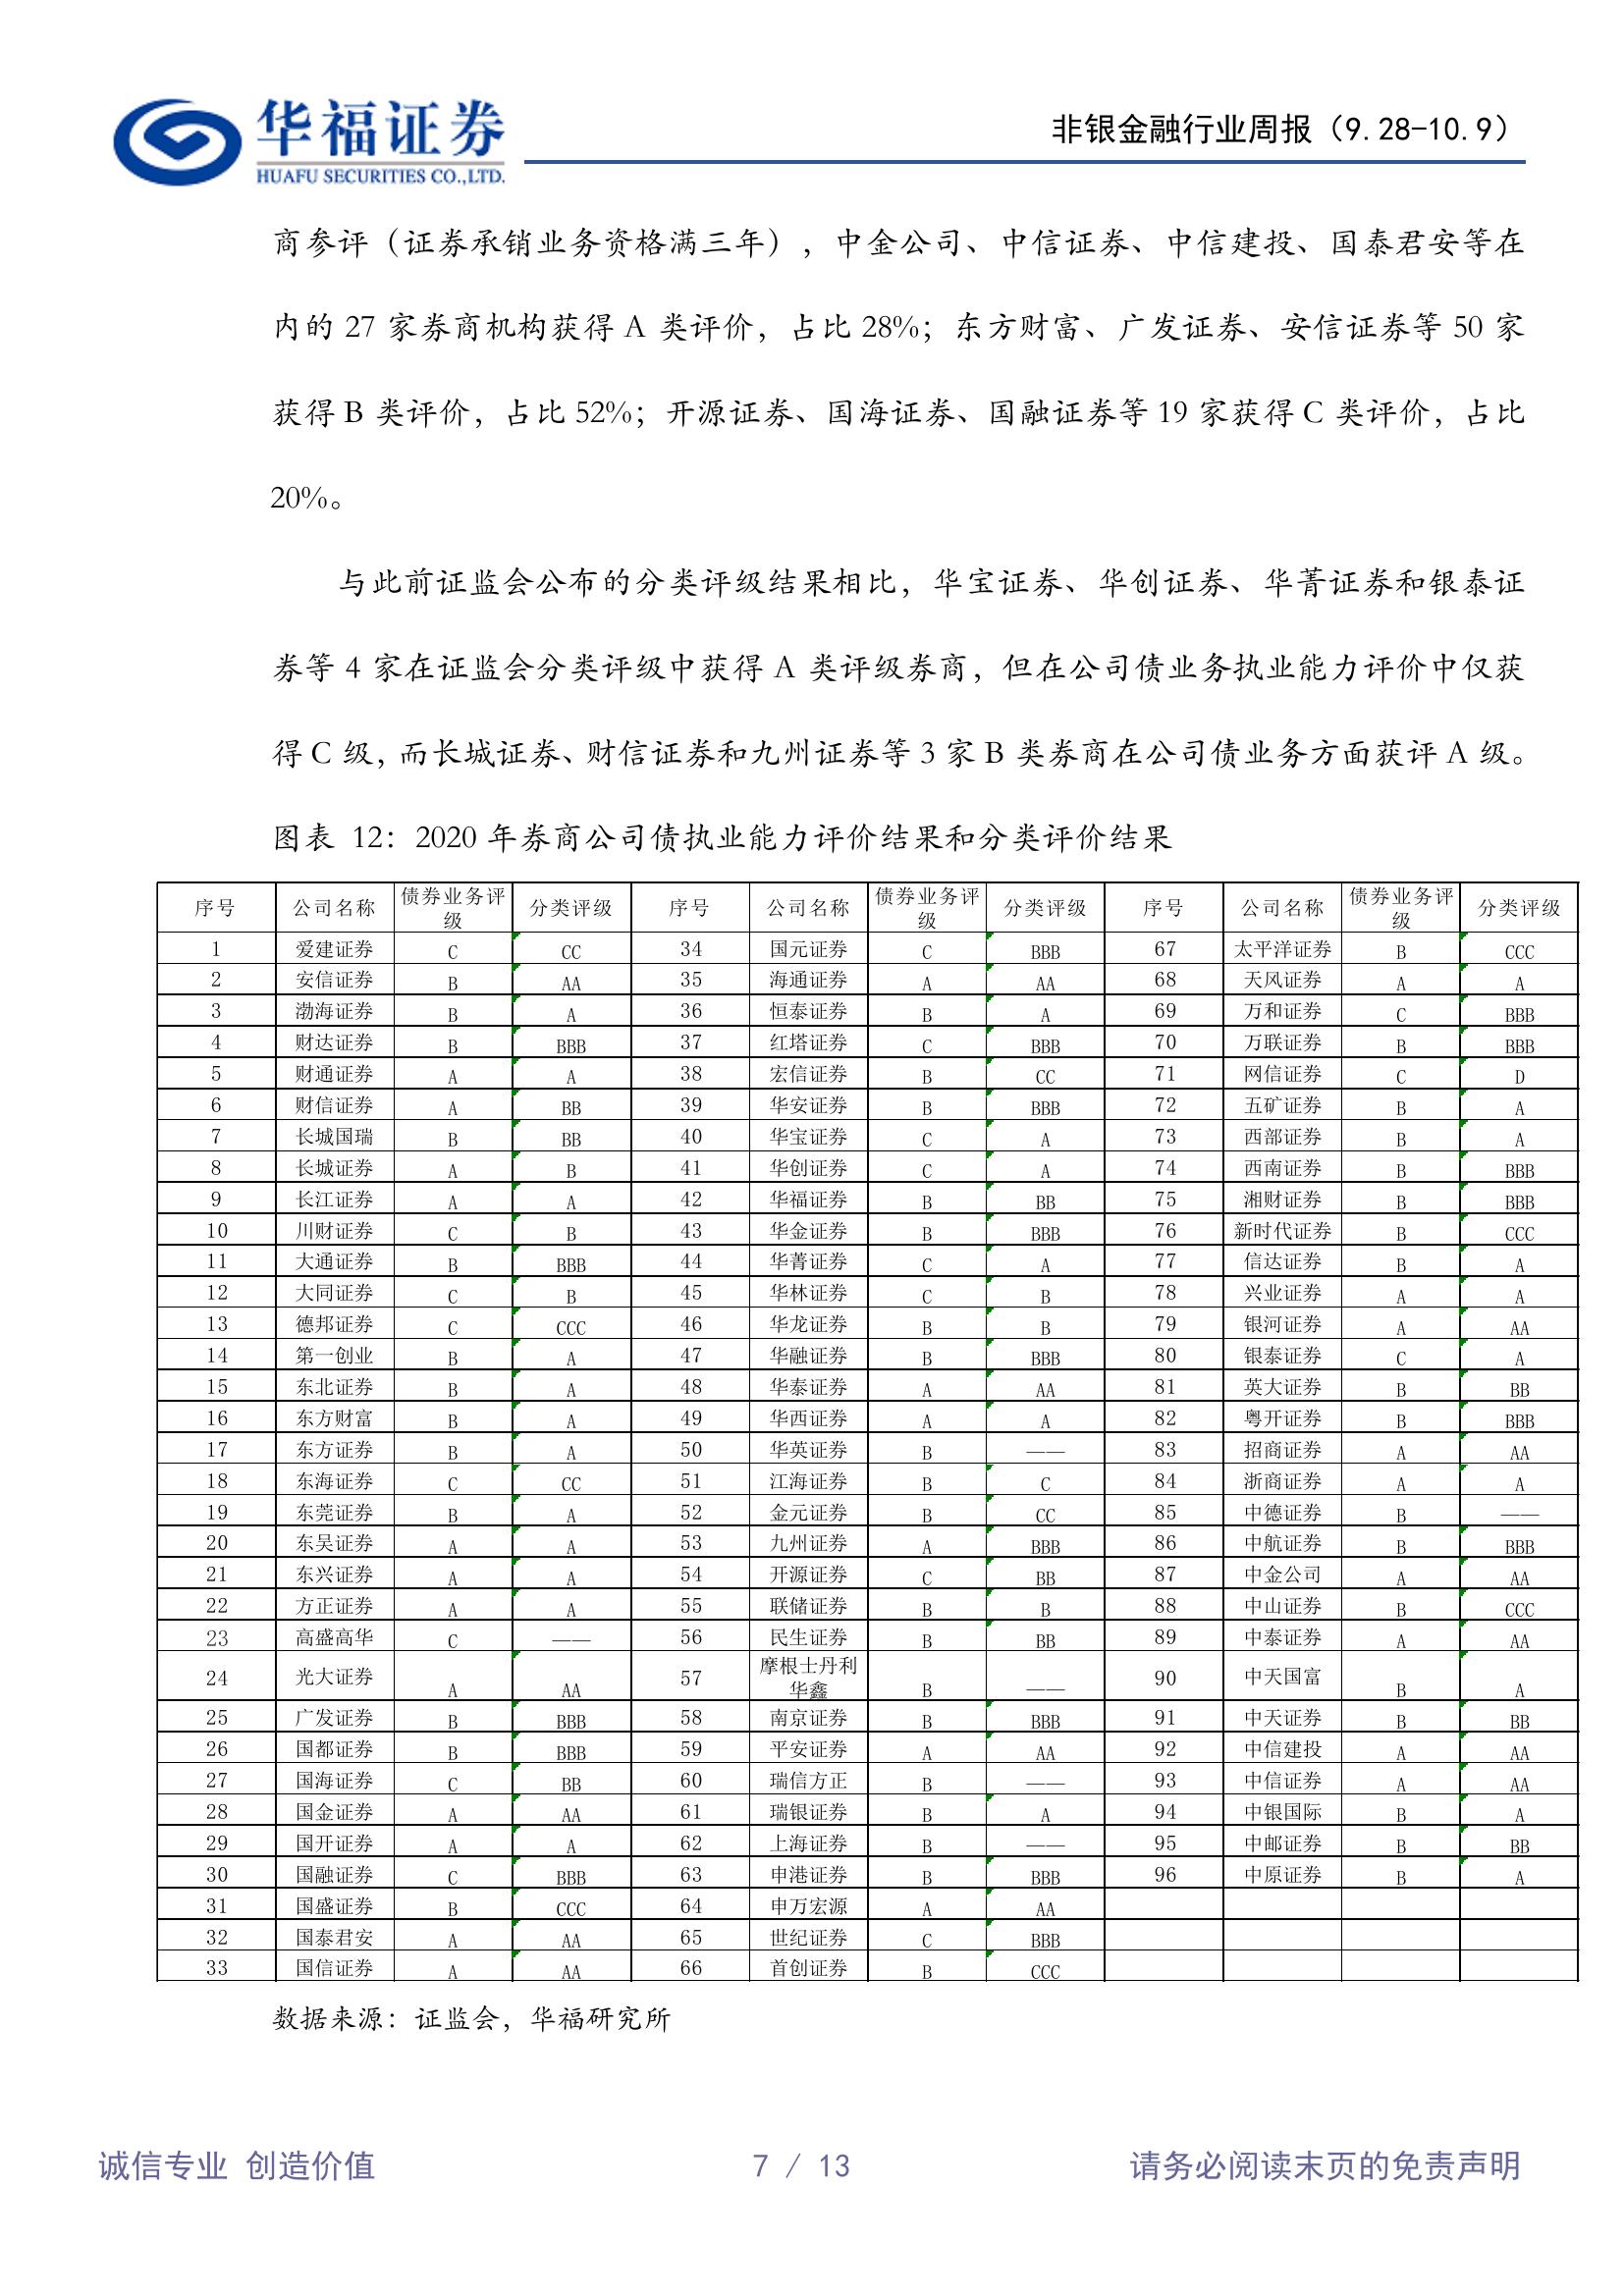 华福证券
HUAFU SECURITIES CO.,LTD.
非银金融行业周报（9.28-10.9）
商参评（证券承销业务资格满三年），中金公司、中信证券、中信建投、国泰君安等在
内的 27 家券商机构获得 A 类评价，占比 28%；东方财富、广发证券、安信证券等 50 家
获得 B 类评价，占比 52%；开源证券、国海证券、国融证券等 19 家获得 C 类评价，占比
20%。
与此前证监会公布的分类评级结果相比，华宝证券、华创证券、华菁证券和银泰证
券等 4 家在证监会分类评级中获得 A 类评级券商，但在公司债业务执业能力评价中仅获
得 C 级，而长城证券、财信证券和九州证券等 3 家 B 类券商在公司债业务方面获评 A 级。
图表 12：2020 年券商公司债执业能力评价结果和分类评价结果
序号 公司名称 债券业务评级 分类评级 序号 公司名称 债券业务评级 分类评级 序号 公司名称 债券业务评级 分类评级
1 爱建证券 C CC 34 国元证券 C BBB 67 太平洋证券 B CCC
2 安信证券 B AA 35 海通证券 A AA 68 天风证券 A A
3 渤海证券 B A 36 恒泰证券 B A 69 万和证券 C BBB
4 财达证券 B BBB 37 红塔证券 C BBB 70 万联证券 B BBB
5 财通证券 A A 38 宏信证券 B CC 71 网信证券 C D
6 财信证券 A BB 39 华安证券 B BBB 72 五矿证券 B A
7 长城国瑞 B BB 40 华宝证券 C A 73 西部证券 B A
8 长城证券 A B 41 华创证券 C A 74 西南证券 B BBB
9 长江证券 A A 42 华福证券 B BB 75 湘财证券 B BBB
10 川财证券 C B 43 华金证券 B BBB 76 新时代证券 B CCC
11 大通证券 B BBB 44 华菁证券 C A 77 信达证券 B A
12 大同证券 C B 45 华林证券 C B 78 兴业证券 A A
13 德邦证券 C CCC 46 华龙证券 B B 79 银河证券 A AA
14 第一创业 B A 47 华融证券 B BBB 80 银泰证券 C A
15 东北证券 B A 48 华泰证券 A AA 81 英大证券 B BB
16 东方财富 B A 49 华西证券 A A 82 粤开证券 B BBB
17 东方证券 B A 50 华英证券 B —— 83 招商证券 A AA
18 东海证券 C CC 51 江海证券 B C 84 浙商证券 A A
19 东莞证券 B A 52 金元证券 B CC 85 中德证券 B ——
20 东吴证券 A A 53 九州证券 A BBB 86 中航证券 B BBB
21 东兴证券 A A 54 开源证券 C BB 87 中金公司 A AA
22 方正证券 A A 55 联储证券 B B 88 中山证券 B CCC
23 高盛高华 C —— 56 民生证券 B BB 89 中泰证券 A AA
24 光大证券 A AA 57 摩根士丹利华鑫 B —— 90 中天国富 B A
25 广发证券 B BBB 58 南京证券 B BBB 91 中天证券 B BB
26 国都证券 B BBB 59 平安证券 A AA 92 中信建投 A AA
27 国海证券 C BB 60 瑞信方正 B —— 93 中信证券 A AA
28 国金证券 A AA 61 瑞银证券 B A 94 中银国际 B A
29 国开证券 A A 62 上海证券 B —— 95 中邮证券 B BB
30 国融证券 C BBB 63 申港证券 B BBB 96 中原证券 B A
31 国盛证券 B CCC 64 申万宏源 A AA
32 国泰君安 A AA 65 世纪证券 C BBB
33 国信证券 A AA 66 首创证券 B CCC
数据来源：证监会，华福研究所
诚信专业 创造价值 7 / 13 请务必阅读末页的免责声明